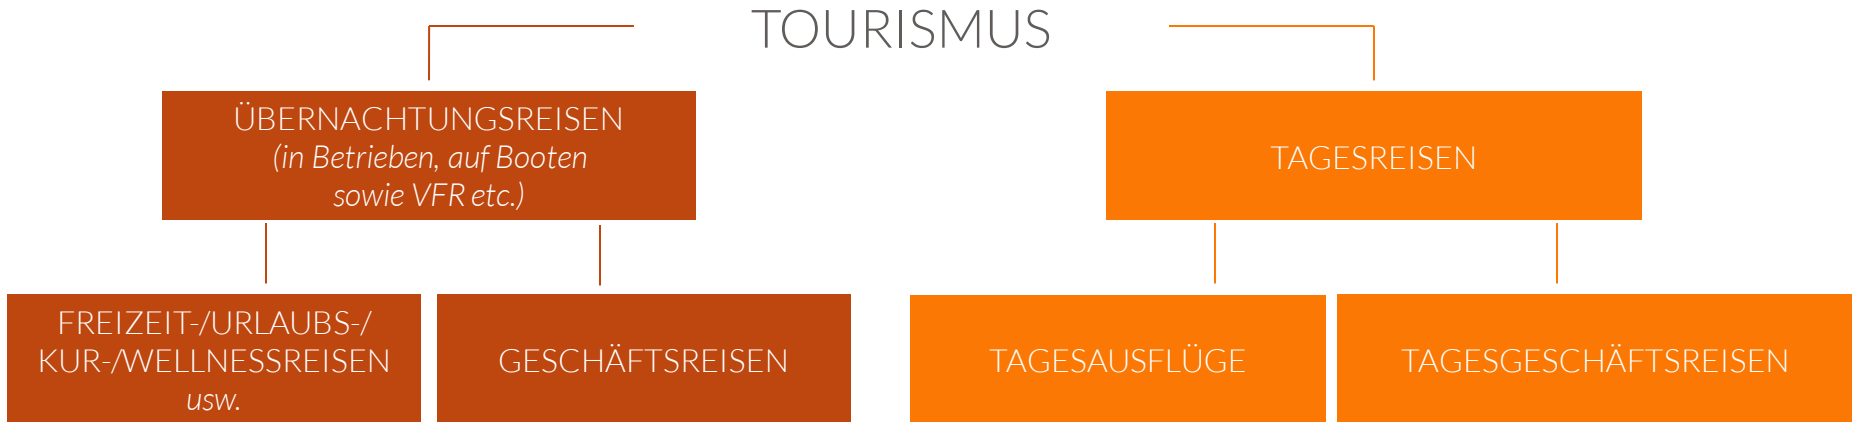 TOURISMUS
ÜBERNACHTUNGSREISEN
(in Betrieben, auf Booten
sowie VFR etc.)
TAGESREISEN
FREIZEIT-/URLAUBS-/
KUR-/WELLNESSREISEN
usw.
GESCHÄFTSREISEN
TAGESAUSFLÜGE
TAGESGESCHÄFTSREISEN